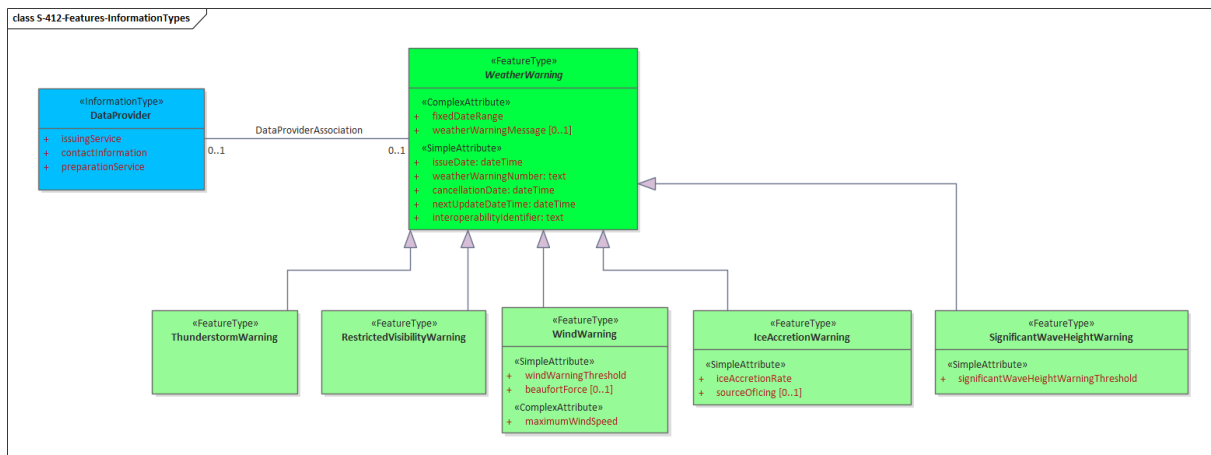 class S-412-Features-InformationTypes
«FeatureType»
WeatherWarning
«ComplexAttribute»
+ fixedDateRange
+ weatherWarningMessage [0..1]
«SimpleAttribute»
+ issueDate: dateTime
+ weatherWarningNumber: text
+ cancellationDate: dateTime
+ nextUpdateDateTime: dateTime
+ interoperabilityIdentifier: text
«InformationType»
DataProvider
+ issuingService
+ contactInformation
+ preparationService
DataProviderAssociation
0..1
0..1
«FeatureType»
ThunderstormWarning
«FeatureType»
RestrictedVisibilityWarning
«FeatureType»
WindWarning
«SimpleAttribute»
+ windWarningThreshold
+ beaufortForce [0..1]
«ComplexAttribute»
+ maximumWindSpeed
«FeatureType»
IceAccretionWarning
«SimpleAttribute»
+ iceAccretionRate
+ sourceOfIcing [0..1]
«FeatureType»
SignificantWaveHeightWarning
«SimpleAttribute»
+ significantWaveHeightWarningThreshold